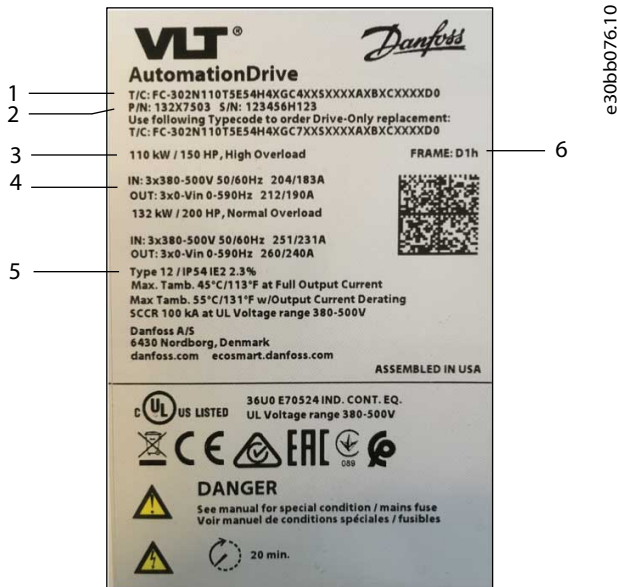 VLT®
Danfoss
AutomationDrive
1
T/C: FC-302N110T5E54H4XGC4XXSXXXXAXBXCXXXXD0
2
P/N: 132X7503 S/N: 123456H123
Use following Typecode to order Drive-Only replacement:
T/C: FC-302N110T5E54H4XGC7XXSXXXXAXBXCXXXXD0
3
110 kW / 150 HP, High Overload
FRAME: D1h
6
4
IN: 3x380-500V 50/60Hz 204/183A
OUT: 3x0-Vin 0-590Hz 212/190A
132 kW / 200 HP, Normal Overload
IN: 3x380-500V 50/60Hz 251/231A
OUT: 3x0-Vin 0-590Hz 260/240A
5
Type 12 / IP54 IE2 2.3%
Max. Tamb. 45°C/113°F at Full Output Current
Max Tamb. 55°C/131°F w/Output Current Derating
SCCR 100 kA at UL Voltage range 380-500V
Danfoss A/S
6430 Nordborg, Denmark
danfoss.com ecosmart.danfoss.com
ASSEMBLED IN USA
C UL US LISTED
36U0 E70524 IND. CONT. EQ.
UL Voltage range 380-500V
CE EAC
089
DANGER
See manual for special condition / mains fuse
Voir manuel de conditions spéciales / fusibles
20 min.
e30bb076.10